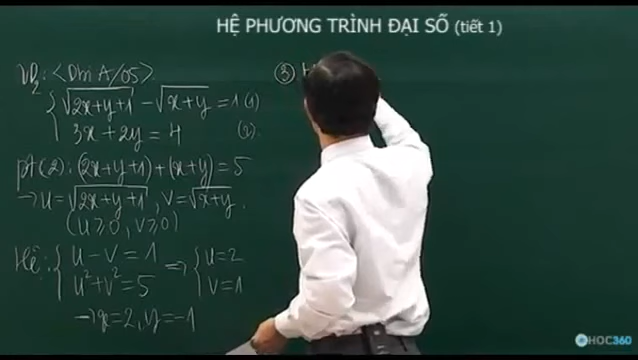 HỆ PHƯƠNG TRÌNH ĐẠI SỐ (tiết 1)
VD2: <Dbị A/05>.
√(2x+y+1) - √(x+y) = 1 (1)
3x + 2y = 4 (2).
pt(2): (2x+y+1) + (x+y) = 5
→ u = √(2x+y+1), v = √(x+y).
(u ≥ 0, v ≥ 0)
Hệ: { u - v = 1 → { u = 2
u² + v² = 5 v = 1
→ x = 2, y = -1
③
HOC360